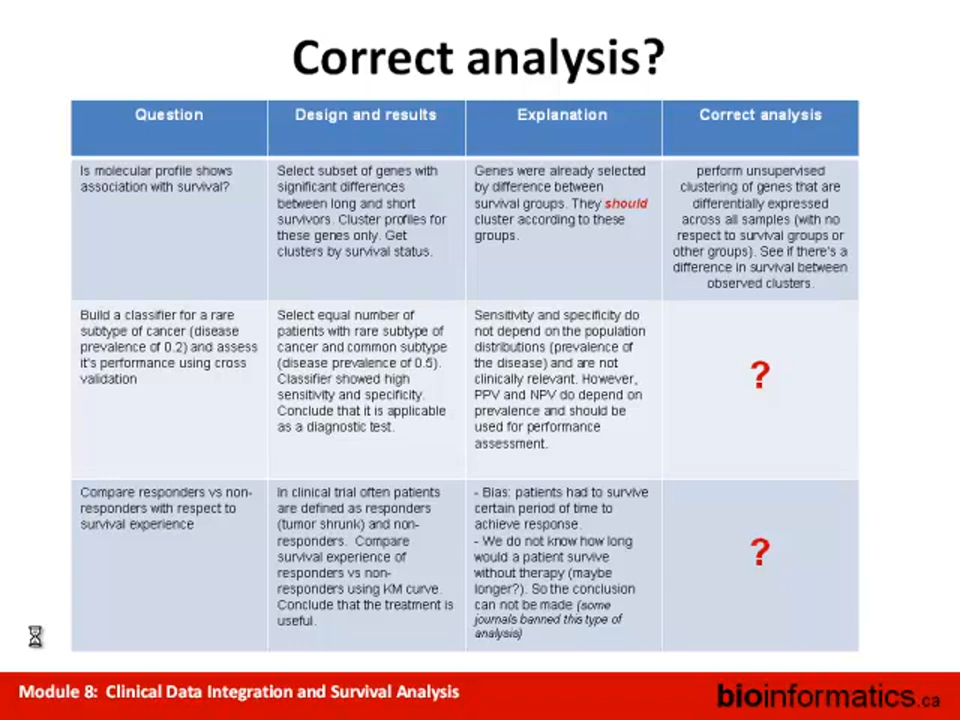 Correct analysis?
Question
Design and results
Explanation
Correct analysis
Is molecular profile shows
association with survival?
Select subset of genes with
significant differences
between long and short
survivors. Cluster profiles for
these genes only. Get
clusters by survival status.
Genes were already selected
by difference between
survival groups. They should
cluster according to these
groups.
perform unsupervised
clustering of genes that are
differentially expressed
across all samples (with no
respect to survival groups or
other groups). See if there's a
difference in survival between
observed clusters.
Build a classifier for a rare
subtype of cancer (disease
prevalence of 0.2) and assess
it's performance using cross
validation
Select equal number of
patients with rare subtype of
cancer and common subtype
(disease prevalence of 0.5).
Classifier showed high
sensitivity and specificity.
Conclude that it is applicable
as a diagnostic test.
Sensitivity and specificity do
not depend on the population
distributions (prevalence of
the disease) and are not
clinically relevant. However,
PPV and NPV do depend on
prevalence and should be
used for performance
assessment.
?
Compare responders vs non-
responders with respect to
survival experience
In clinical trial often patients
are defined as responders
(tumor shrunk) and non-
responders. Compare
survival experience of
responders vs non-
responders using KM curve.
Conclude that the treatment is
useful.
- Bias: patients had to survive
certain period of time to
achieve response.
- We do not know how long
would a patient survive
without therapy (maybe
longer?). So the conclusion
can not be made (some
journals banned this type of
analysis)
?
Module 8: Clinical Data Integration and Survival Analysis
bioinformatics.ca